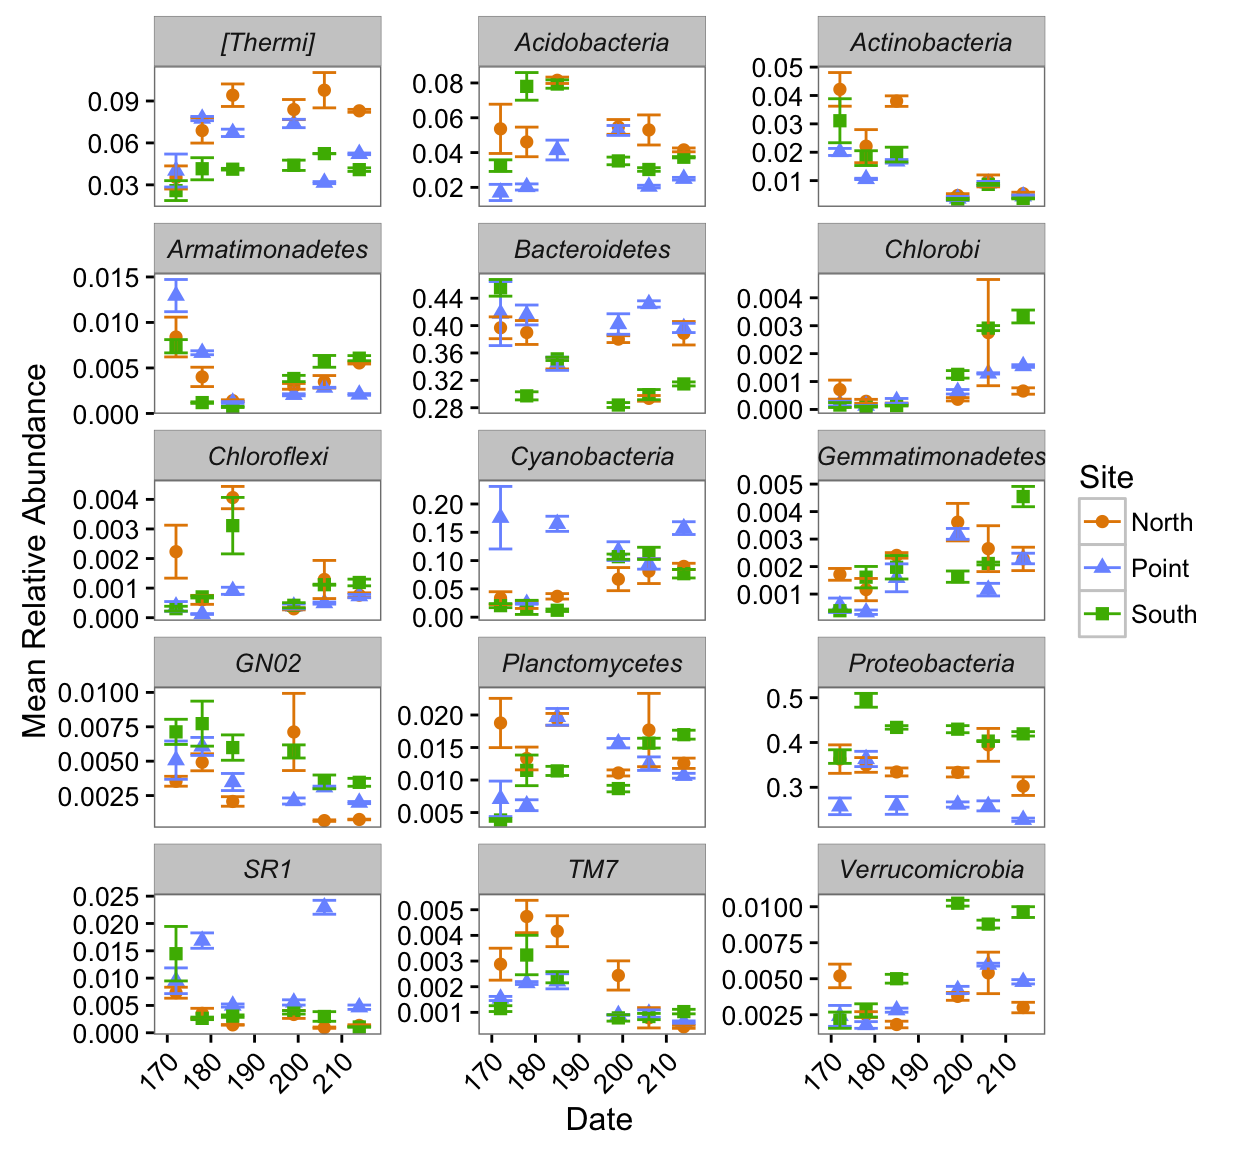 [Thermi]
Acidobacteria
Actinobacteria
0.09
0.06
0.03
0.08
0.06
0.04
0.02
0.05
0.04
0.03
0.02
0.01
Armatimonadetes
Bacteroidetes
Chlorobi
0.015
0.010
0.005
0.000
0.44
0.40
0.36
0.32
0.28
0.004
0.003
0.002
0.001
0.000
Chloroflexi
Cyanobacteria
Gemmatimonadetes
0.004
0.003
0.002
0.001
0.000
0.20
0.15
0.10
0.05
0.00
0.005
0.004
0.003
0.002
0.001
GN02
Planctomycetes
Proteobacteria
0.0100
0.0075
0.0050
0.0025
0.020
0.015
0.010
0.005
0.5
0.4
0.3
SR1
TM7
Verrucomicrobia
0.025
0.020
0.015
0.010
0.005
0.000
0.005
0.004
0.003
0.002
0.001
0.0100
0.0075
0.0050
0.0025
170 180 190 200 210
170 180 190 200 210
170 180 190 200 210
Date
Mean Relative Abundance
Site
North
Point
South